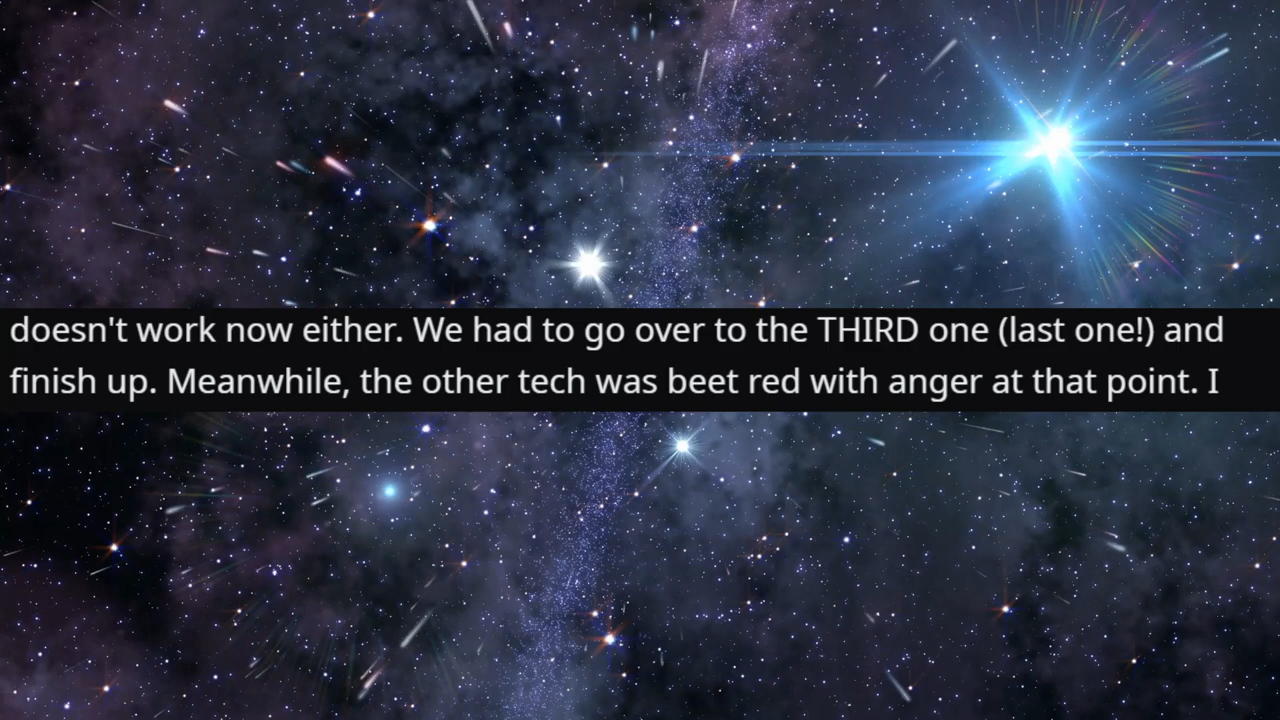 doesn't work now either. We had to go over to the THIRD one (last one!) and
finish up. Meanwhile, the other tech was beet red with anger at that point. I